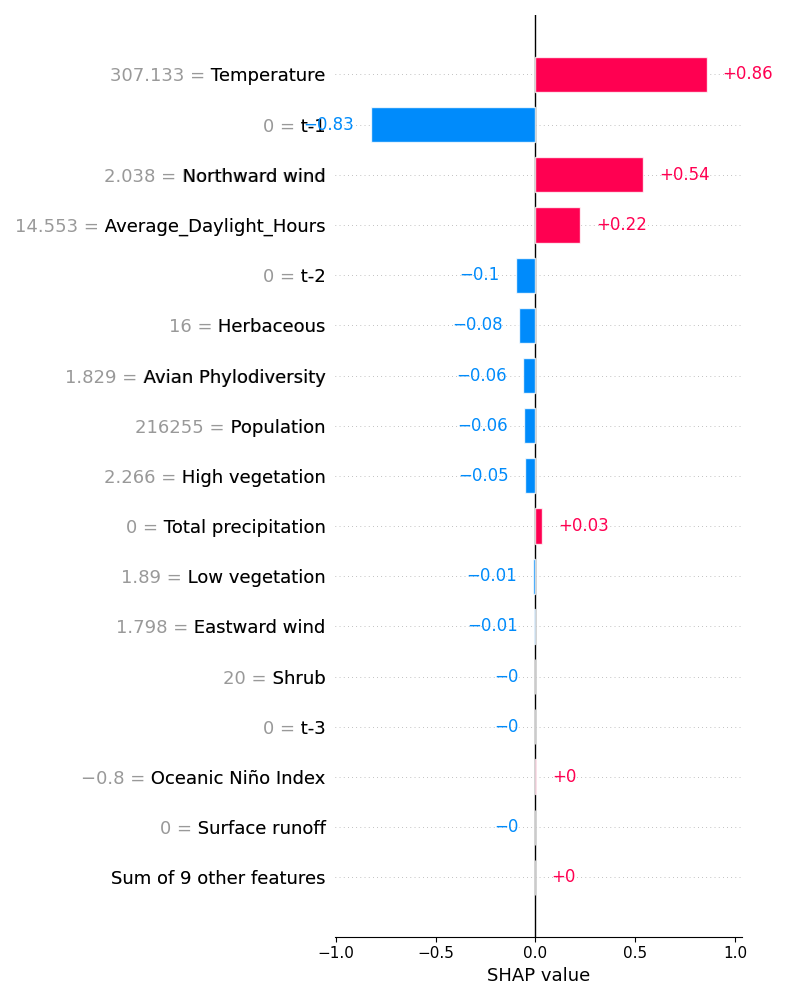 307.133 = Temperature +0.86
0 = t-1 −0.83
2.038 = Northward wind +0.54
14.553 = Average_Daylight_Hours +0.22
0 = t-2 −0.1
16 = Herbaceous −0.08
1.829 = Avian Phylodiversity −0.06
216255 = Population −0.06
2.266 = High vegetation −0.05
0 = Total precipitation +0.03
1.89 = Low vegetation −0.01
1.798 = Eastward wind −0.01
20 = Shrub −0
0 = t-3 −0
−0.8 = Oceanic Niño Index +0
0 = Surface runoff −0
Sum of 9 other features +0
−1.0 −0.5 0.0 0.5 1.0
SHAP value